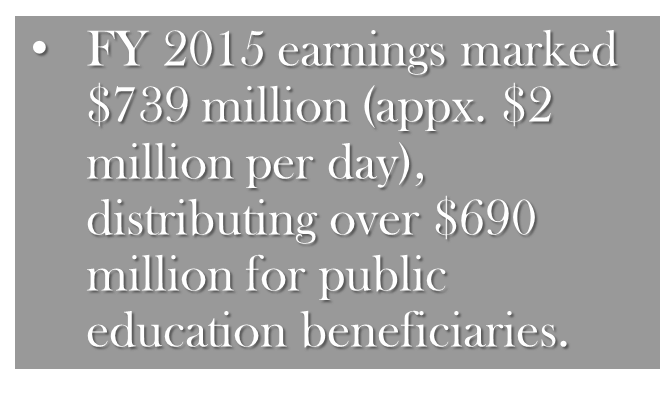 • FY 2015 earnings marked
$739 million (appx. $2
million per day),
distributing over $690
million for public
education beneficiaries.